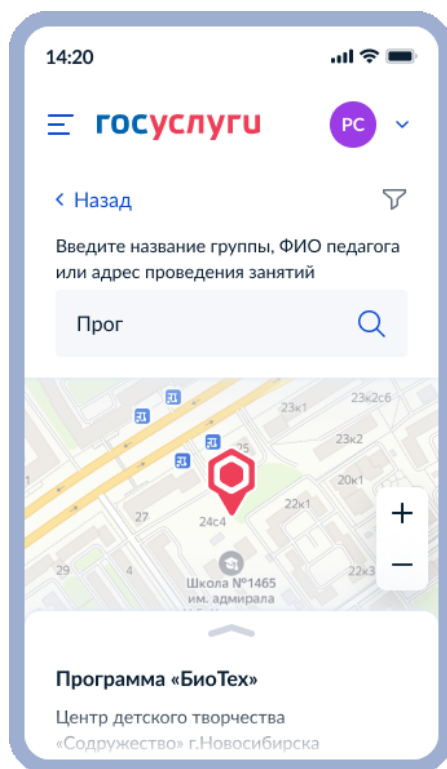 14:20
госуслуги
РС
Назад
Введите название группы, ФИО педагога
или адрес проведения занятий
Прог
23к1
23к2с6
25
23к2
20к1
27
24с4
22к1
29
4
22к3
Школа №1465
им. адмирала
+
−
Программа «БиоТех»
Центр детского творчества
«Содружество» г.Новосибирска